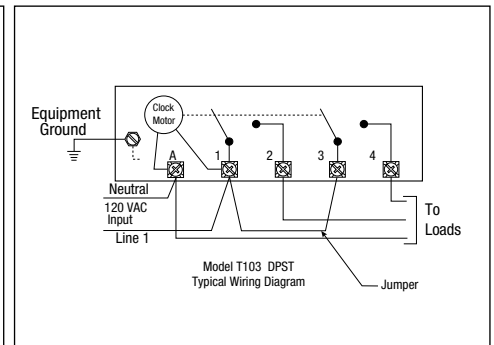 Clock
Motor
Equipment
Ground
A 1 2 3 4
Neutral
120 VAC
Input
Line 1
To
Loads
Model T103 DPST
Typical Wiring Diagram
Jumper